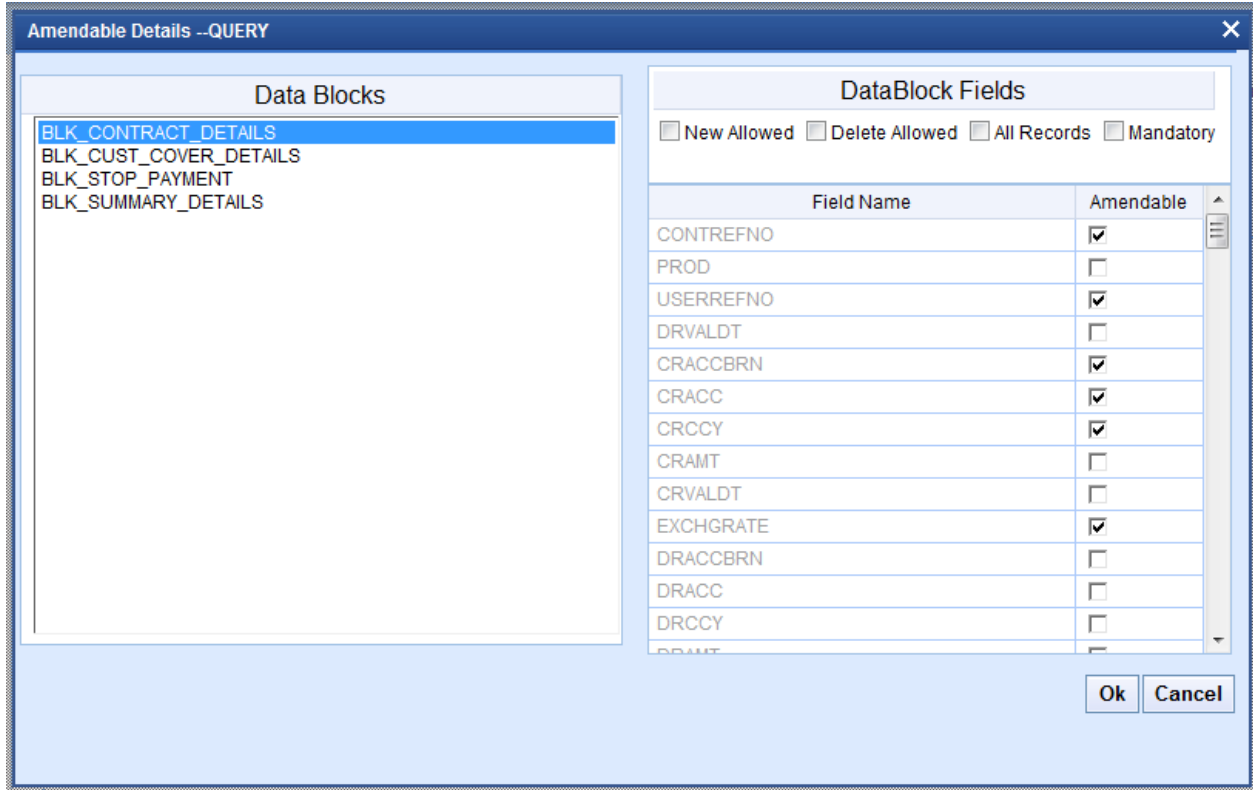 Amendable Details --QUERY
Data Blocks
BLK_CONTRACT_DETAILS
BLK_CUST_COVER_DETAILS
BLK_STOP_PAYMENT
BLK_SUMMARY_DETAILS
DataBlock Fields
New Allowed Delete Allowed All Records Mandatory
Field Name Amendable
CONTREFNO
PROD
USERREFNO
DRVALDT
CRACCBRN
CRACC
CRCCY
CRAMT
CRVALDT
EXCHGRATE
DRACCBRN
DRACC
DRCCY
DRAMT
Ok Cancel